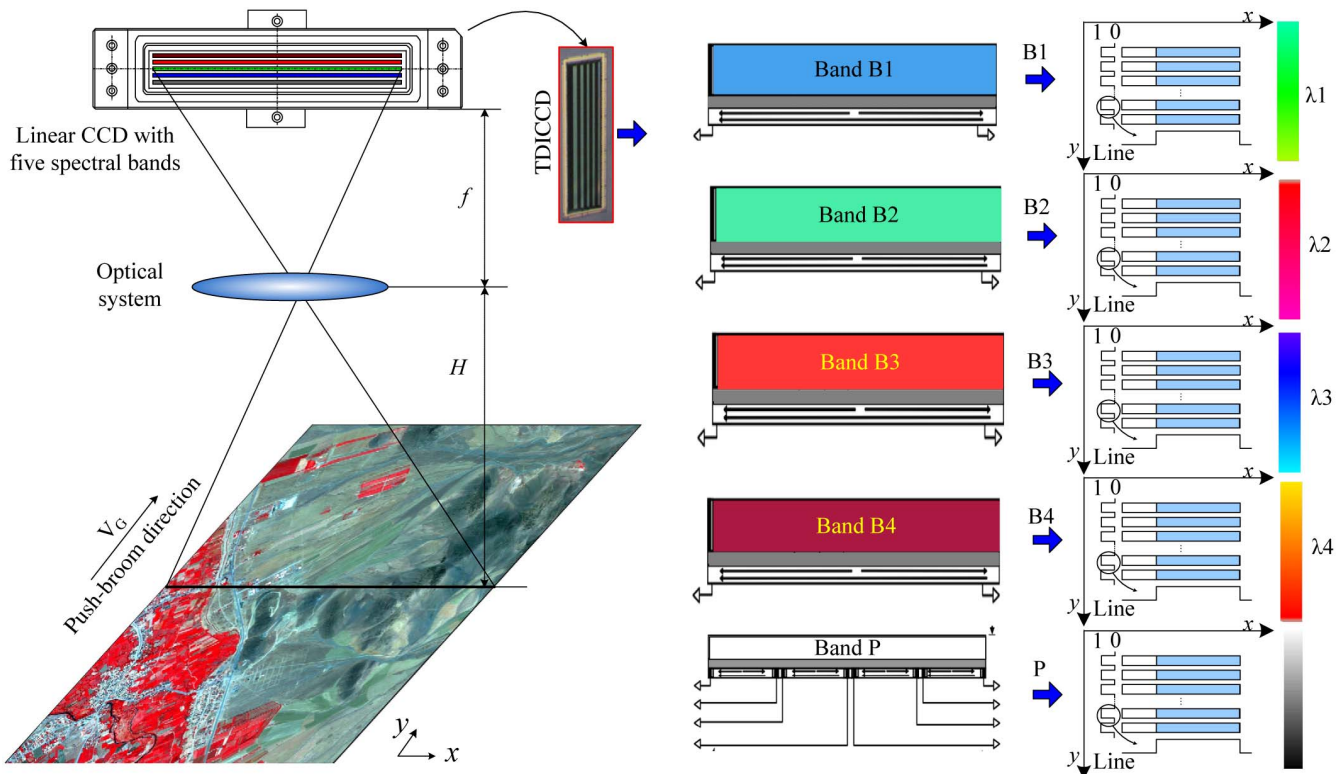 Linear CCD with
five spectral bands
f
TDICCD
Optical
system
H
V_G
Push-broom direction
y
x
Band B1
B1
x
1 0
y
Line
λ1
Band B2
B2
x
1 0
y
Line
λ2
Band B3
B3
x
1 0
y
Line
λ3
Band B4
B4
x
1 0
y
Line
λ4
Band P
P
x
1 0
y
Line